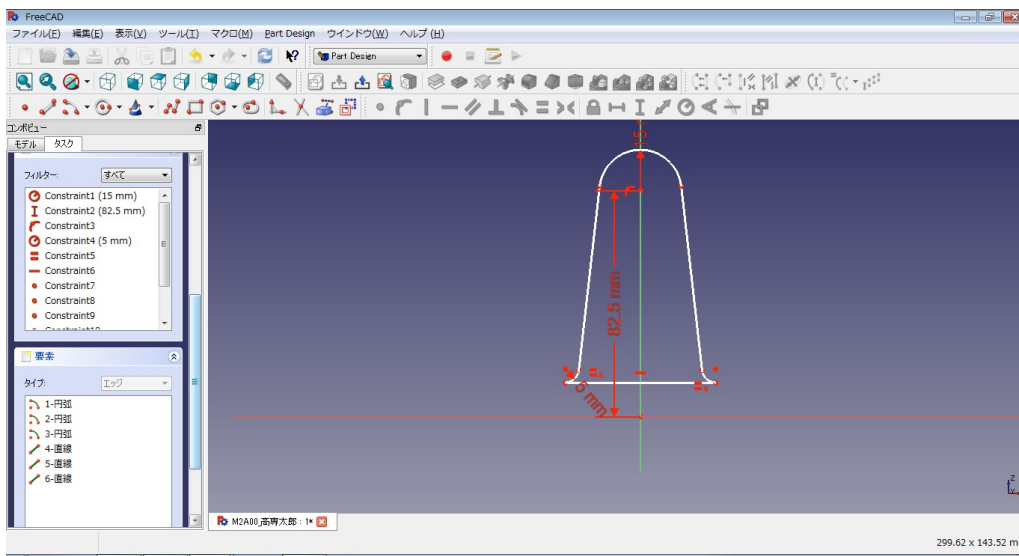 FreeCAD
ファイル(F) 編集(E) 表示(V) ツール(I) マクロ(M) Part Design ウインドウ(W) ヘルプ(H)
Part Design
コンボビュー
モデル タスク
フィルター: すべて
Constraint1 (15 mm)
Constraint2 (82.5 mm)
Constraint3
Constraint4 (5 mm)
Constraint5
Constraint6
Constraint7
Constraint8
Constraint9
Constraint10
要素
タイプ: エッジ
1-円弧
2-円弧
3-円弧
4-直線
5-直線
6-直線
82.5 mm
5 mm
M2A00_高専太郎 : 1*
299.62 x 143.52 m